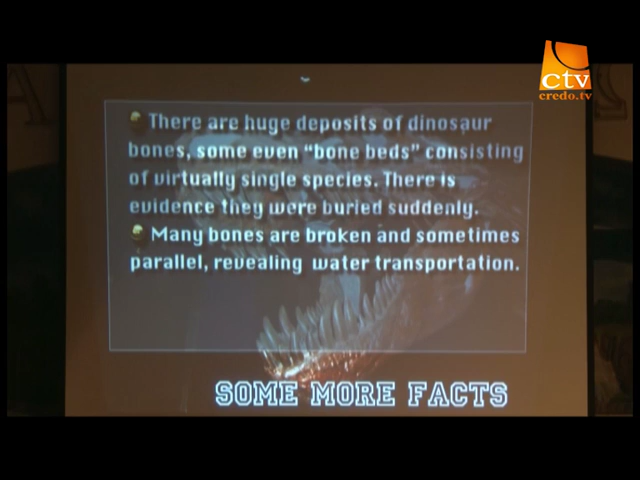 ctv
credo.tv
There are huge deposits of dinosaur
bones, some even "bone beds" consisting
of virtually single species. There is
evidence they were buried suddenly.
Many bones are broken and sometimes
parallel, revealing water transportation.
SOME MORE FACTS